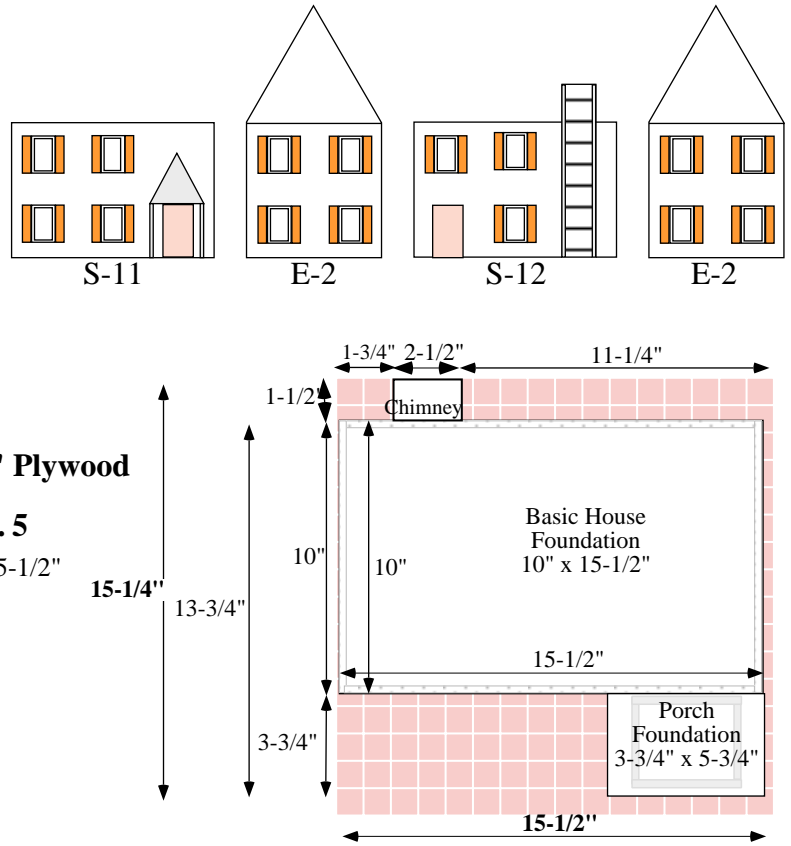 S-11
E-2
S-12
E-2
1-3/4"
2-1/2"
11-1/4"
1-1/2"
Chimney
" Plywood
. 5
5-1/2"
15-1/4"
13-3/4"
10"
10"
Basic House
Foundation
10" x 15-1/2"
15-1/2"
3-3/4"
Porch
Foundation
3-3/4" x 5-3/4"
15-1/2"